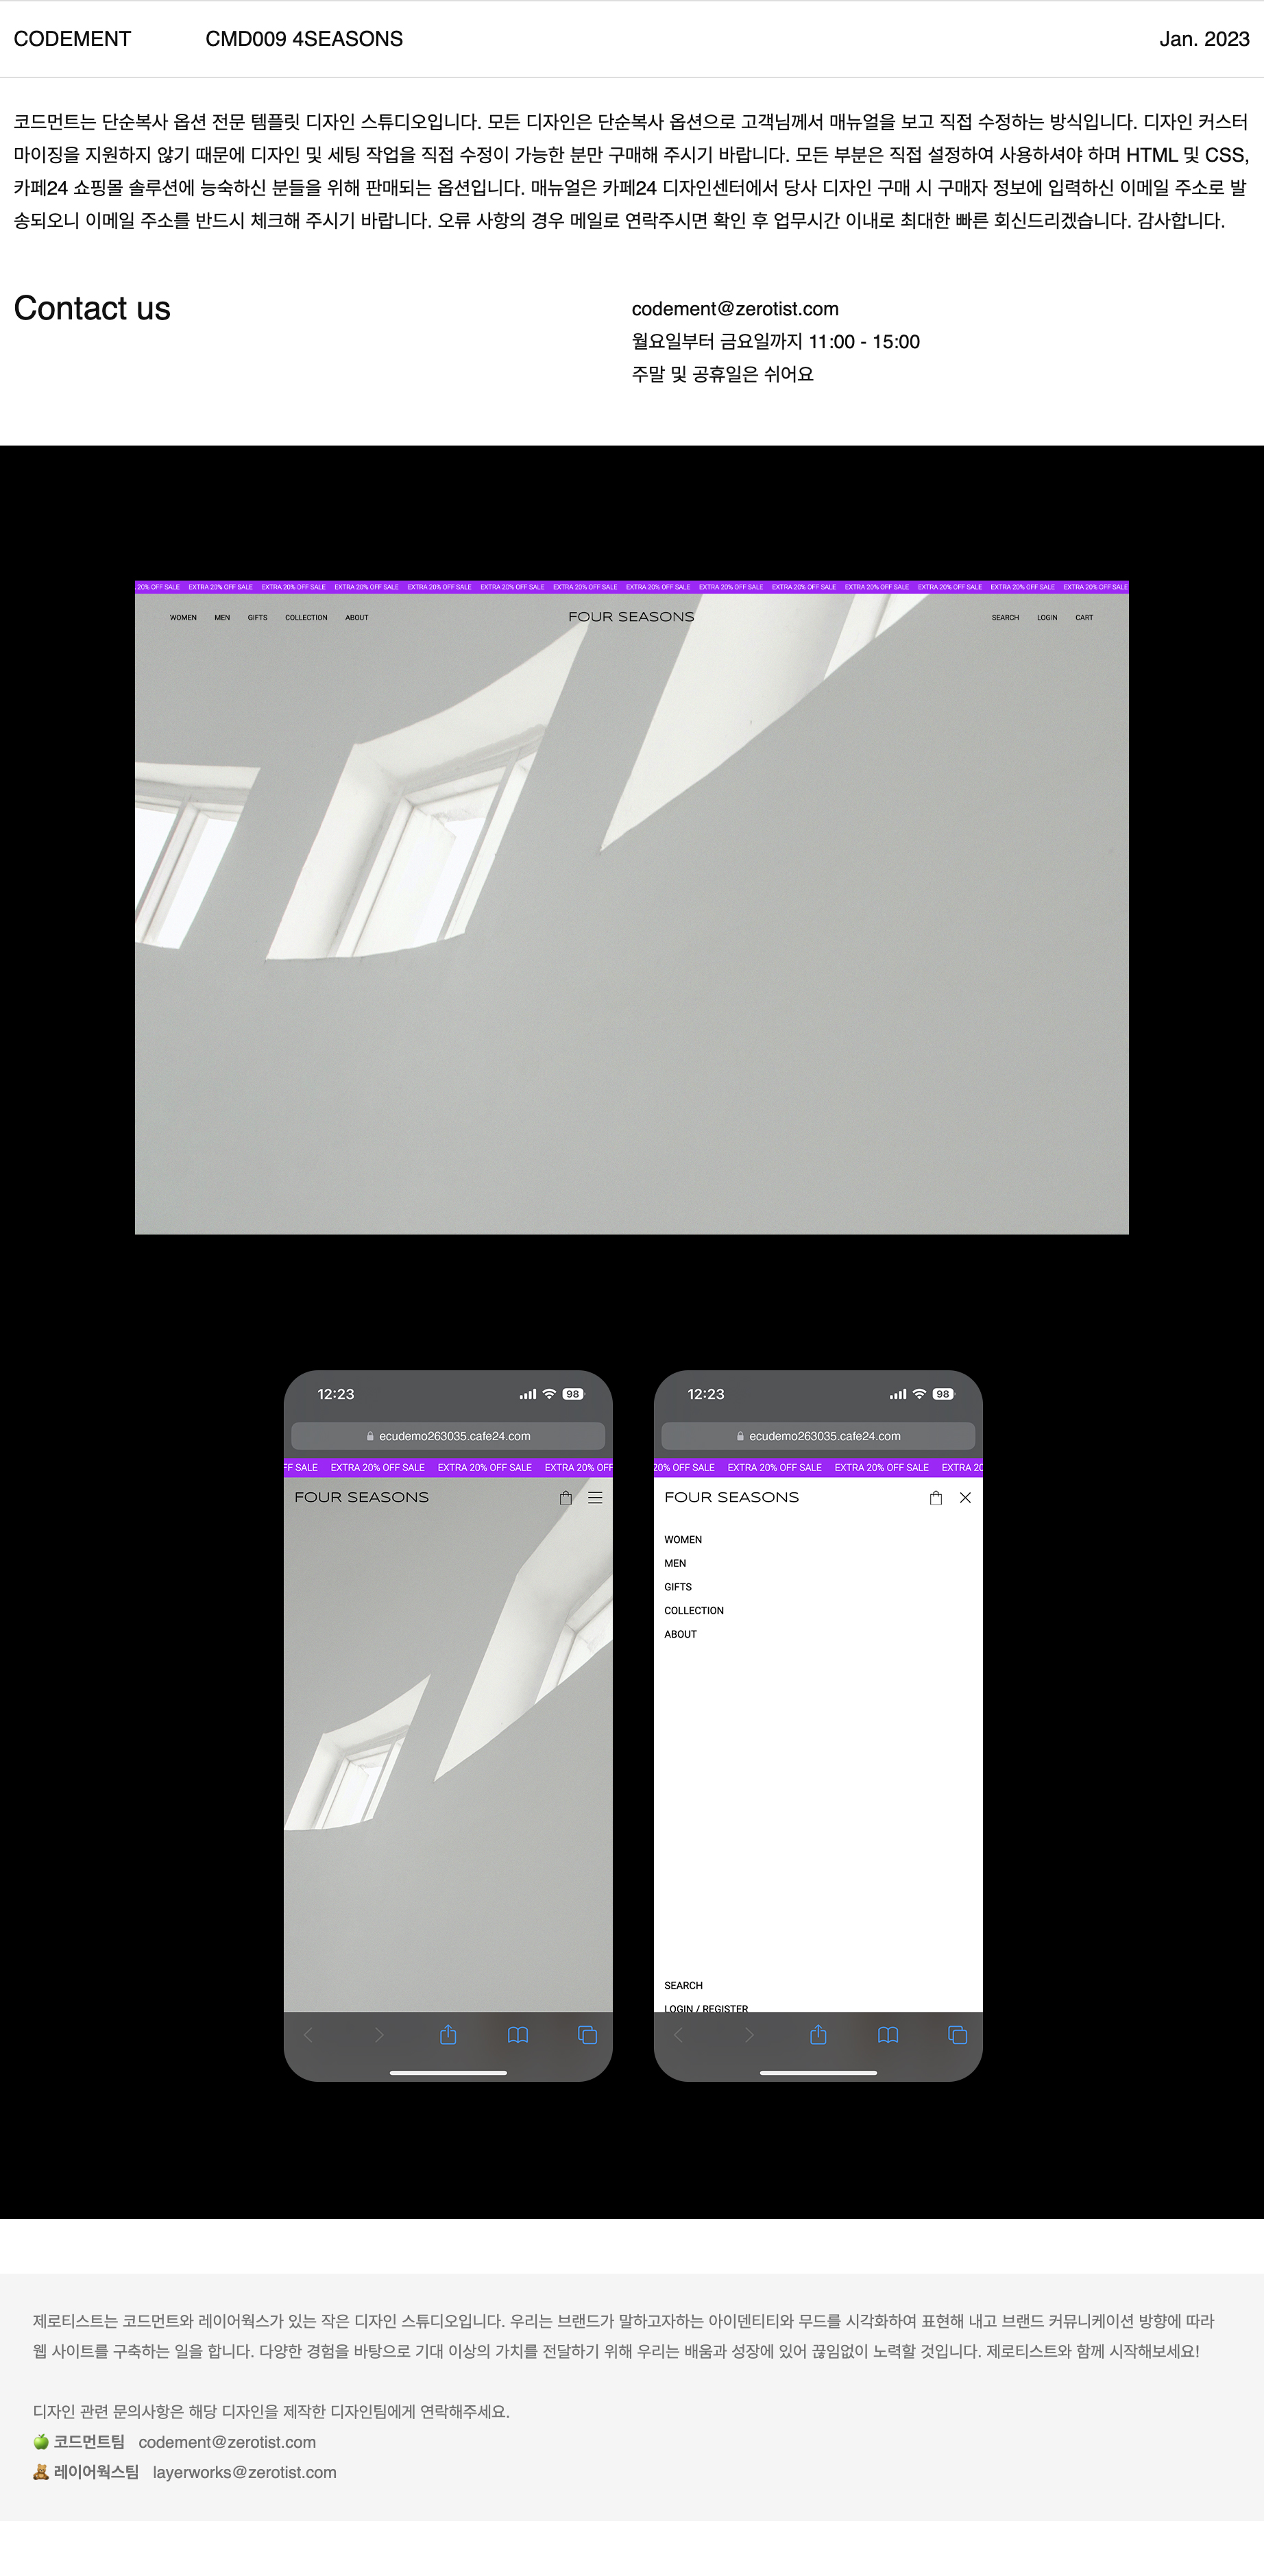 CODEMENT CMD009 4SEASONS Jan. 2023
코드먼트는 단순복사 옵션 전문 템플릿 디자인 스튜디오입니다. 모든 디자인은 단순복사 옵션으로 고객님께서 매뉴얼을 보고 직접 수정하는 방식입니다. 디자인 커스터
마이징을 지원하지 않기 때문에 디자인 및 세팅 작업을 직접 수정이 가능한 분만 구매해 주시기 바랍니다. 모든 부분은 직접 설정하여 사용하셔야 하며 HTML 및 CSS,
카페24 쇼핑몰 솔루션에 능숙하신 분들을 위해 판매되는 옵션입니다. 매뉴얼은 카페24 디자인센터에서 당사 디자인 구매 시 구매자 정보에 입력하신 이메일 주소로 발
송되오니 이메일 주소를 반드시 체크해 주시기 바랍니다. 오류 사항의 경우 메일로 연락주시면 확인 후 업무시간 이내로 최대한 빠른 회신드리겠습니다. 감사합니다.
Contact us
codement@zerotist.com
월요일부터 금요일까지 11:00 - 15:00
주말 및 공휴일은 쉬어요
20% OFF SALE EXTRA 20% OFF SALE EXTRA 20% OFF SALE EXTRA 20% OFF SALE EXTRA 20% OFF SALE EXTRA 20% OFF SALE EXTRA 20% OFF SALE EXTRA 20% OFF SALE EXTRA 20% OFF SALE EXTRA 20% OFF SALE EXTRA 20% OFF SALE EXTRA 20% OFF SALE EXTRA 20% OFF SALE EXTRA 20% OFF SALE
WOMEN MEN GIFTS COLLECTION ABOUT FOUR SEASONS SEARCH LOGIN CART
12:23 98
ecudemo263035.cafe24.com
FF SALE EXTRA 20% OFF SALE EXTRA 20% OFF SALE EXTRA 20% OFF
FOUR SEASONS
12:23 98
ecudemo263035.cafe24.com
20% OFF SALE EXTRA 20% OFF SALE EXTRA 20% OFF SALE EXTRA 20
FOUR SEASONS
WOMEN
MEN
GIFTS
COLLECTION
ABOUT
SEARCH
LOGIN / REGISTER
제로티스트는 코드먼트와 레이어웍스가 있는 작은 디자인 스튜디오입니다. 우리는 브랜드가 말하고자하는 아이덴티티와 무드를 시각화하여 표현해 내고 브랜드 커뮤니케이션 방향에 따라
웹 사이트를 구축하는 일을 합니다. 다양한 경험을 바탕으로 기대 이상의 가치를 전달하기 위해 우리는 배움과 성장에 있어 끊임없이 노력할 것입니다. 제로티스트와 함께 시작해보세요!
디자인 관련 문의사항은 해당 디자인을 제작한 디자인팀에게 연락해주세요.
🍏 코드먼트팀 codement@zerotist.com
🧸 레이어웍스팀 layerworks@zerotist.com